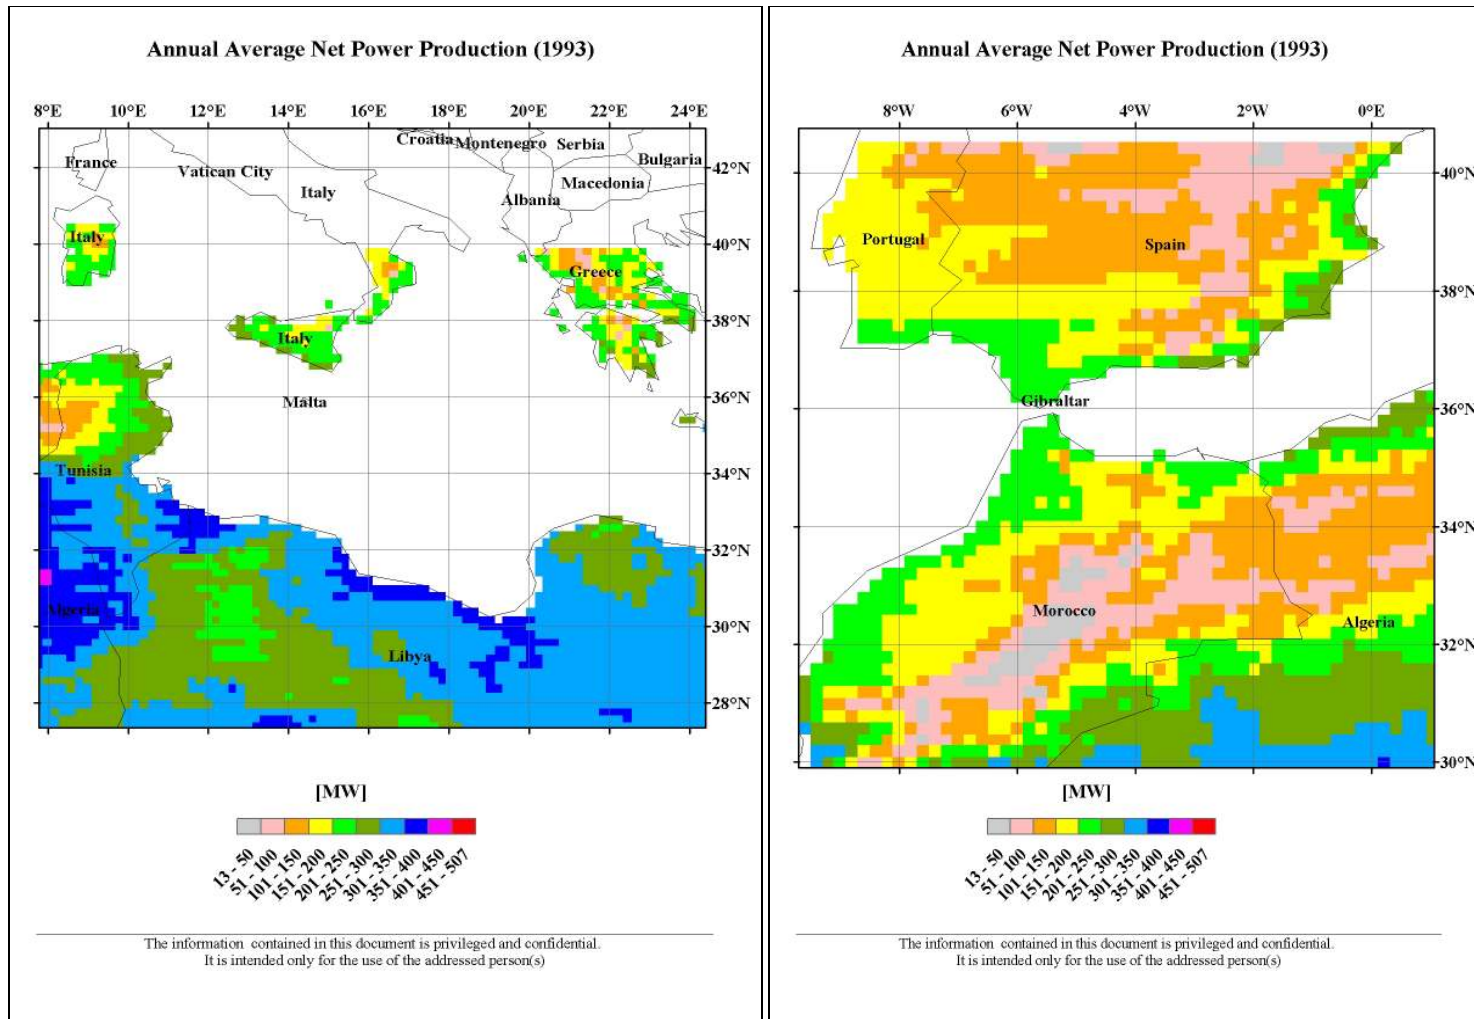 Annual Average Net Power Production (1993)
8°E 10°E 12°E 14°E 16°E 18°E 20°E 22°E 24°E
Croatia Montenegro Serbia
France Vatican City Bulgaria
42°N
Italy Macedonia
Albania
Italy 40°N
Greece
38°N
Italy
36°N
Malta
Tunisia 34°N
32°N
Algeria
30°N
Libya
28°N
[MW]
13 - 50
51 - 100
101 - 150
151 - 200
201 - 250
251 - 300
301 - 350
351 - 400
401 - 450
451 - 507
The information contained in this document is privileged and confidential.
It is intended only for the use of the addressed person(s)
Annual Average Net Power Production (1993)
8°W 6°W 4°W 2°W 0°E
40°N
Portugal Spain
38°N
Gibraltar 36°N
34°N
Morocco Algeria
32°N
30°N
[MW]
13 - 50
51 - 100
101 - 150
151 - 200
201 - 250
251 - 300
301 - 350
351 - 400
401 - 450
451 - 507
The information contained in this document is privileged and confidential.
It is intended only for the use of the addressed person(s)